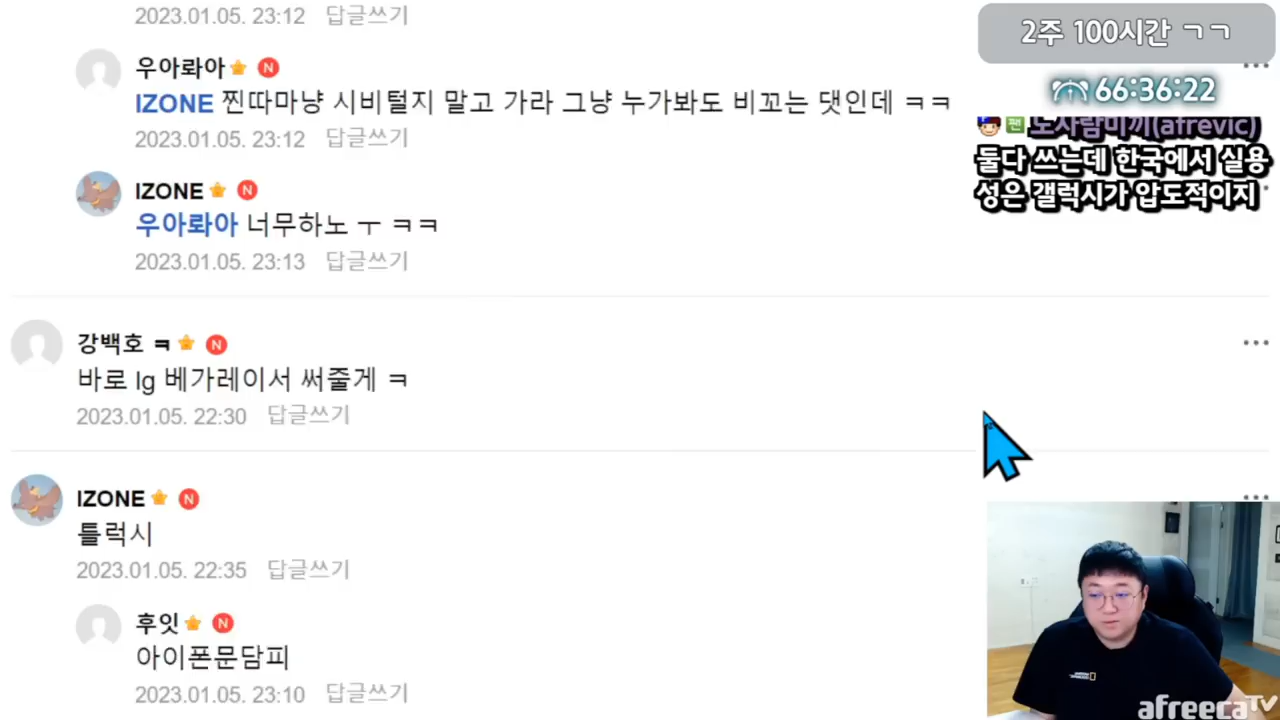 2023.01.05. 23:12 답글쓰기
우아롸아 N
IZONE 찐따마냥 시비털지 말고 가라 그냥 누가봐도 비꼬는 댓인데 ㅋㅋ
2023.01.05. 23:12 답글쓰기
IZONE N
우아롸아 너무하노 ㅜ ㅋㅋ
2023.01.05. 23:13 답글쓰기
강백호 ㅋ N
바로 lg 베가레이서 써줄게 ㅋ
2023.01.05. 22:30 답글쓰기
IZONE N
틀럭시
2023.01.05. 22:35 답글쓰기
후잇 N
아이폰문담피
2023.01.05. 23:10 답글쓰기
2주 100시간 ㄱㄱ
66:36:22
팬 노사람미끼(afrevic)
둘다 쓰는데 한국에서 실용
성은 갤럭시가 압도적이지
afreecaTV